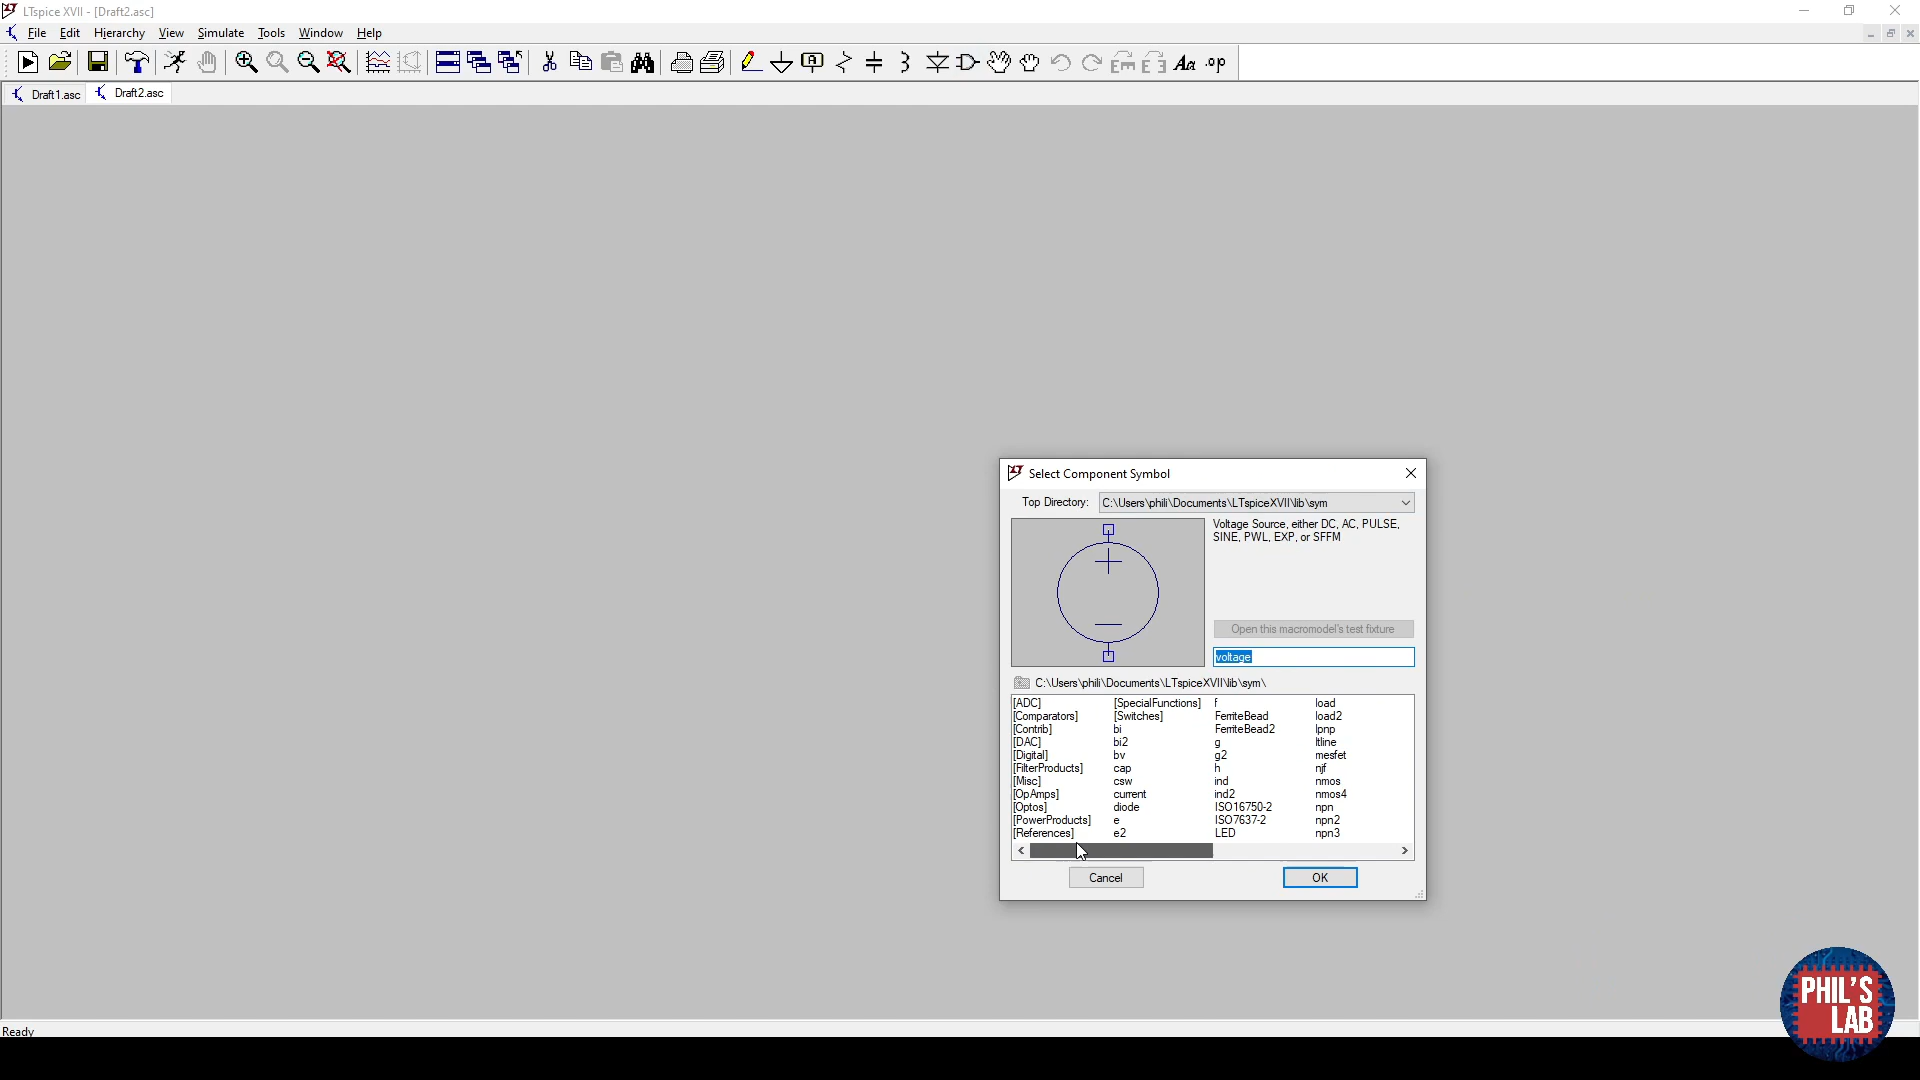 LTspice XVII - [Draft2.asc]
File Edit Hierarchy View Simulate Tools Window Help
Aa .op
Draft1.asc Draft2.asc
Select Component Symbol
Top Directory: C:\Users\phili\Documents\LTspiceXVII\lib\sym
Voltage Source, either DC, AC, PULSE,
SINE, PWL, EXP, or SFFM
Open this macromodel's test fixture
voltage
C:\Users\phili\Documents\LTspiceXVII\lib\sym\
[ADC] [SpecialFunctions] f load
[Comparators] [Switches] FerriteBead load2
[Contrib] bi FerriteBead2 lpnp
[DAC] bi2 g ltline
[Digital] bv g2 mesfet
[FilterProducts] cap h njf
[Misc] csw ind nmos
[OpAmps] current ind2 nmos4
[Optos] diode ISO16750-2 npn
[PowerProducts] e ISO7637-2 npn2
[References] e2 LED npn3
Cancel OK
PHIL'S
LAB
Ready